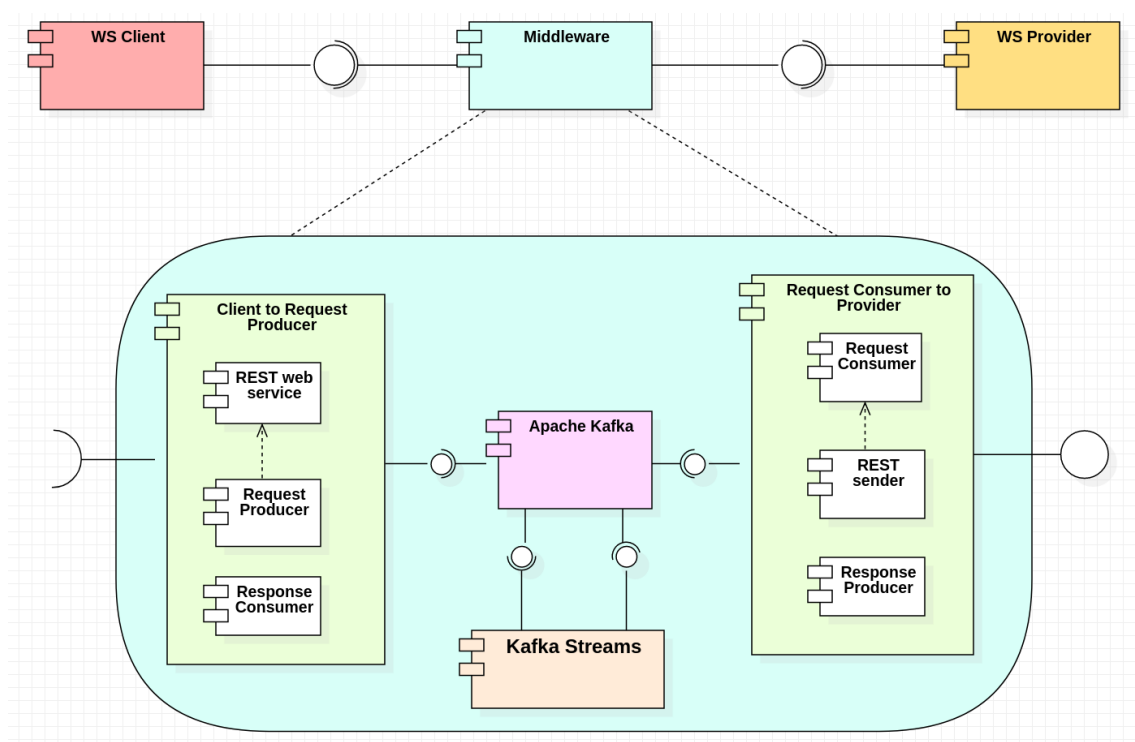 WS Client
Middleware
WS Provider
Client to Request
Producer
REST web
service
Request
Producer
Response
Consumer
Apache Kafka
Kafka Streams
Request Consumer to
Provider
Request
Consumer
REST
sender
Response
Producer